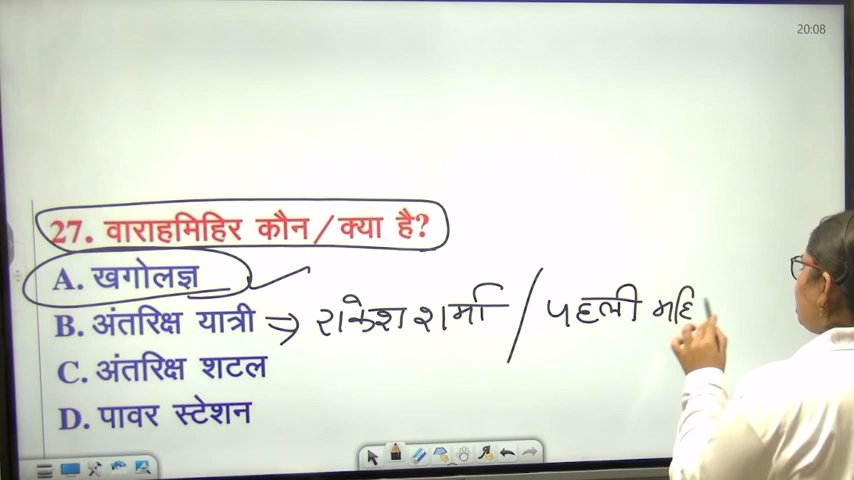 20:08
27. वाराहमिहिर कौन/क्या है?
A. खगोलज्ञ
B. अंतरिक्ष यात्री → राकेश शर्मा / पहली महि
C. अंतरिक्ष शटल
D. पावर स्टेशन